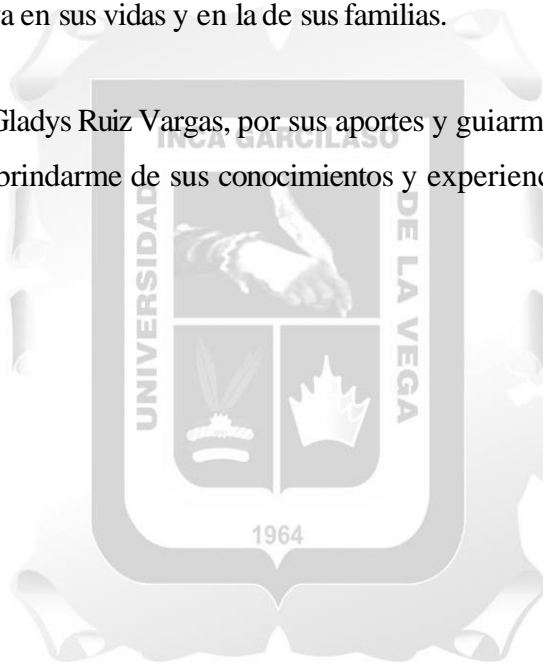 va en sus vidas y en la de sus familias.
Gladys Ruiz Vargas, por sus aportes y guiarm
brindarme de sus conocimientos y experienc
INCA GARCILASO
UNIVERSIDAD
DE LA VEGA
1964